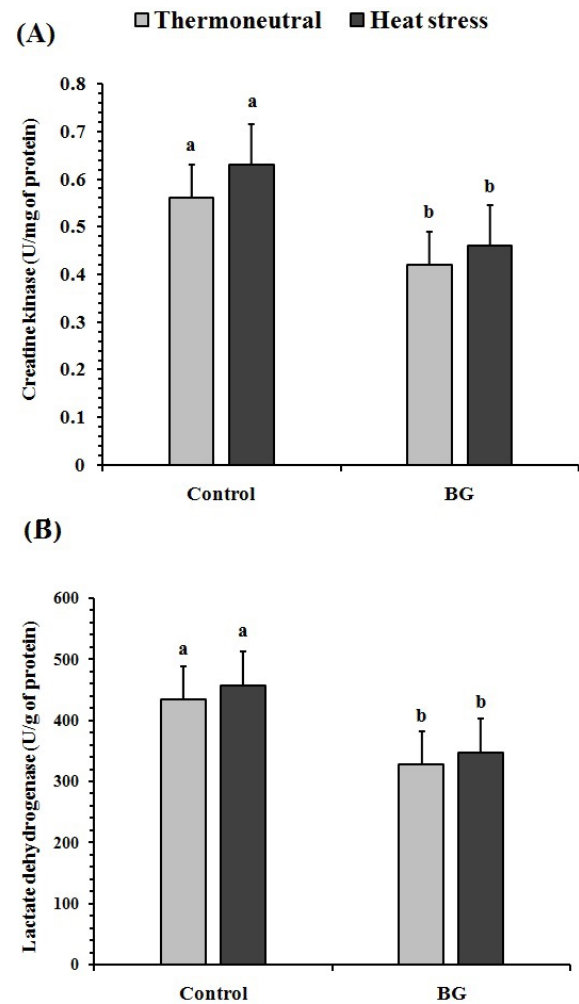 (A)
Thermoneutral Heat stress
Creatine kinase (U/mg of protein)
0.8
0.7
0.6
0.5
0.4
0.3
0.2
0.1
0
a
a
b
b
Control BG
(B)
Lactate dehydrogenase (U/g of protein)
600
500
400
300
200
100
0
a
a
b
b
Control BG